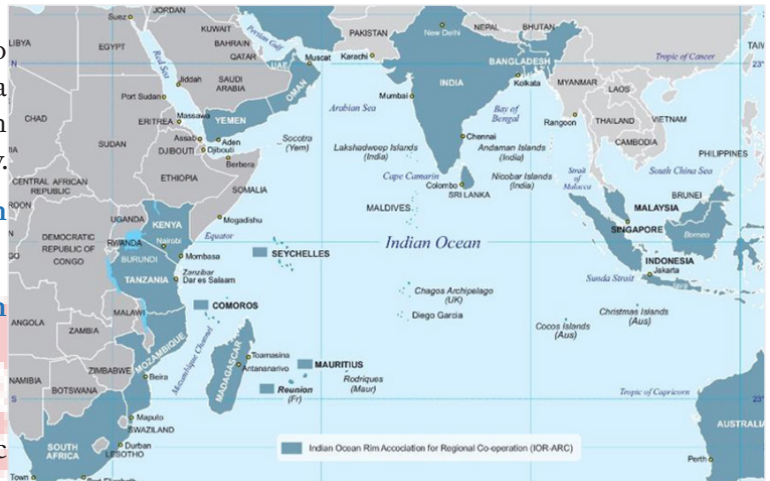 JORDAN
Suez
PAKISTAN
NEPAL
BHUTAN
New Delhi
KUWAIT
Persian Gulf
LIBYA
EGYPT
BAHRAIN
QATAR
UAE
Muscat
Karachi
BANGLADESH
Tropic of Cancer
N
23°
Red Sea
Jiddah
SAUDI
ARABIA
OMAN
INDIA
Kolkata
MYANMAR
LAOS
Port Sudan
Mumbai
Arabian Sea
Bay of
Bengal
Rangoon
THAILAND
VIETNAM
CHAD
ERITREA
Massawa
YEMEN
SUDAN
Assab
Aden
Socotra
(Yem)
Chennai
CAMBODIA
DJIBOUTI
Djibouti
Lakshadweep Islands
(India)
Andaman Islands
(India)
PHILIPPINES
Berbera
ETHIOPIA
Cape Camarin
Nicobar Islands
(India)
Strait
of
Malacca
South China Sea
CENTRAL AFRICAN
REPUBLIC
SOMALIA
Colombo
SRI LANKA
BRUNEI
MALDIVES
MALAYSIA
UGANDA
KENYA
Mogadishu
SINGAPORE
DEMOCRATIC
REPUBLIC OF
CONGO
RWANDA
Nairobi
Equator
Indian Ocean
Borneo
BURUNDI
Mombasa
SEYCHELLES
INDONESIA
Jakarta
TANZANIA
Zanzibar
Dar es Salaam
Sunda Strait
Chagos Archipelago
(UK)
MALAWI
COMOROS
Diego Garcia
Christmas Islands
(Aus)
ANGOLA
ZAMBIA
Cocos Islands
(Aus)
MOZAMBIQUE
Mozambique Channel
ZIMBABWE
Toamasina
Antananarivo
MADAGASCAR
MAURITIUS
NAMIBIA
BOTSWANA
Beira
Rodriques
(Maur)
Reunion
(Fr)
Tropic of Capricorn
S
23°
Mapulo
SWAZILAND
AUSTRALI
SOUTH
AFRICA
Durban
LESOTHO
Indian Ocean Rim Accociation for Regional Co-operation (IOR-ARC)
Perth
Town